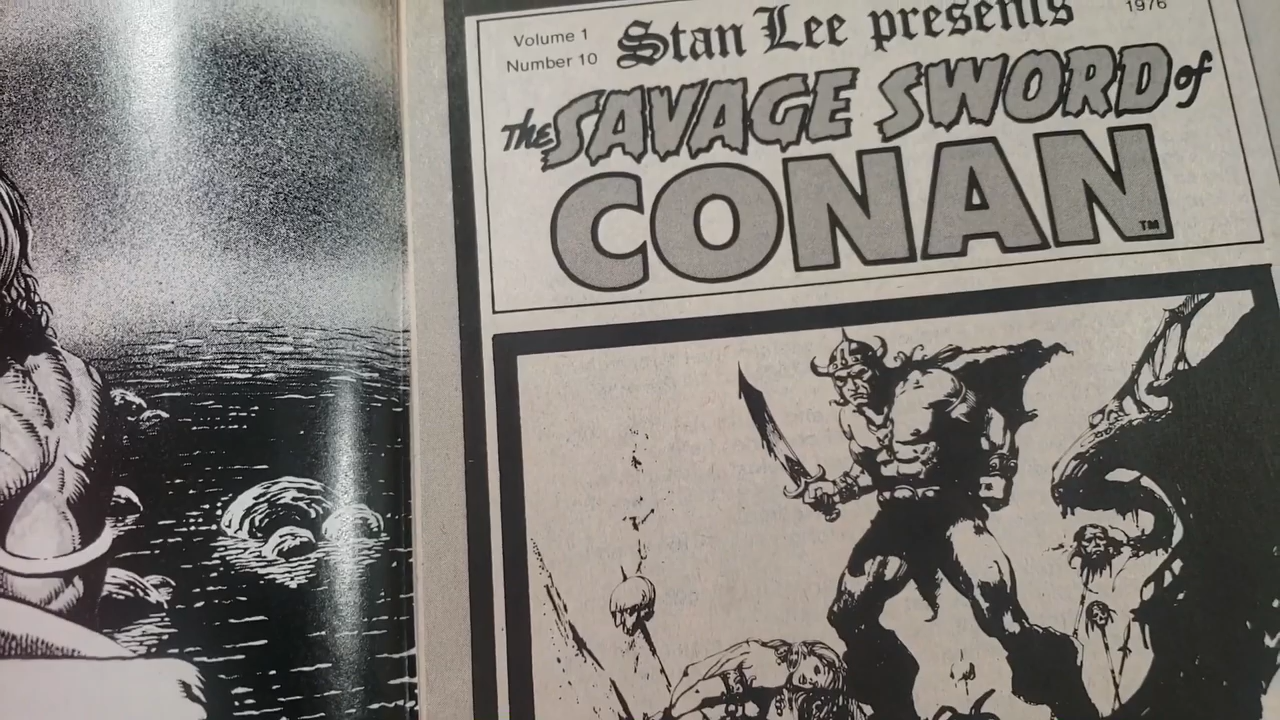 Volume 1
Number 10
Stan Lee presents
1976
The SAVAGE SWORD of
CONAN TM